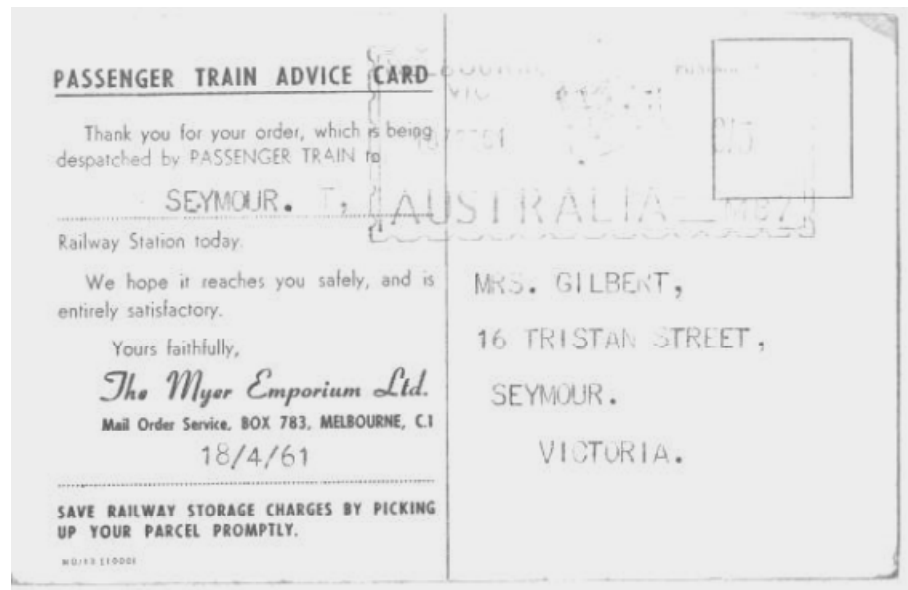 PASSENGER TRAIN ADVICE CARD
Thank you for your order, which is being
despatched by PASSENGER TRAIN to
SEYMOUR. T,
Railway Station today.
We hope it reaches you safely, and is
entirely satisfactory.
Yours faithfully,
The Myer Emporium Ltd.
Mail Order Service, BOX 783, MELBOURNE, C.1
18/4/61
SAVE RAILWAY STORAGE CHARGES BY PICKING
UP YOUR PARCEL PROMPTLY.
MELBOURNE
VIC
AUSTRALIA M87
MRS. GILBERT,
16 TRISTAN STREET,
SEYMOUR.
VICTORIA.